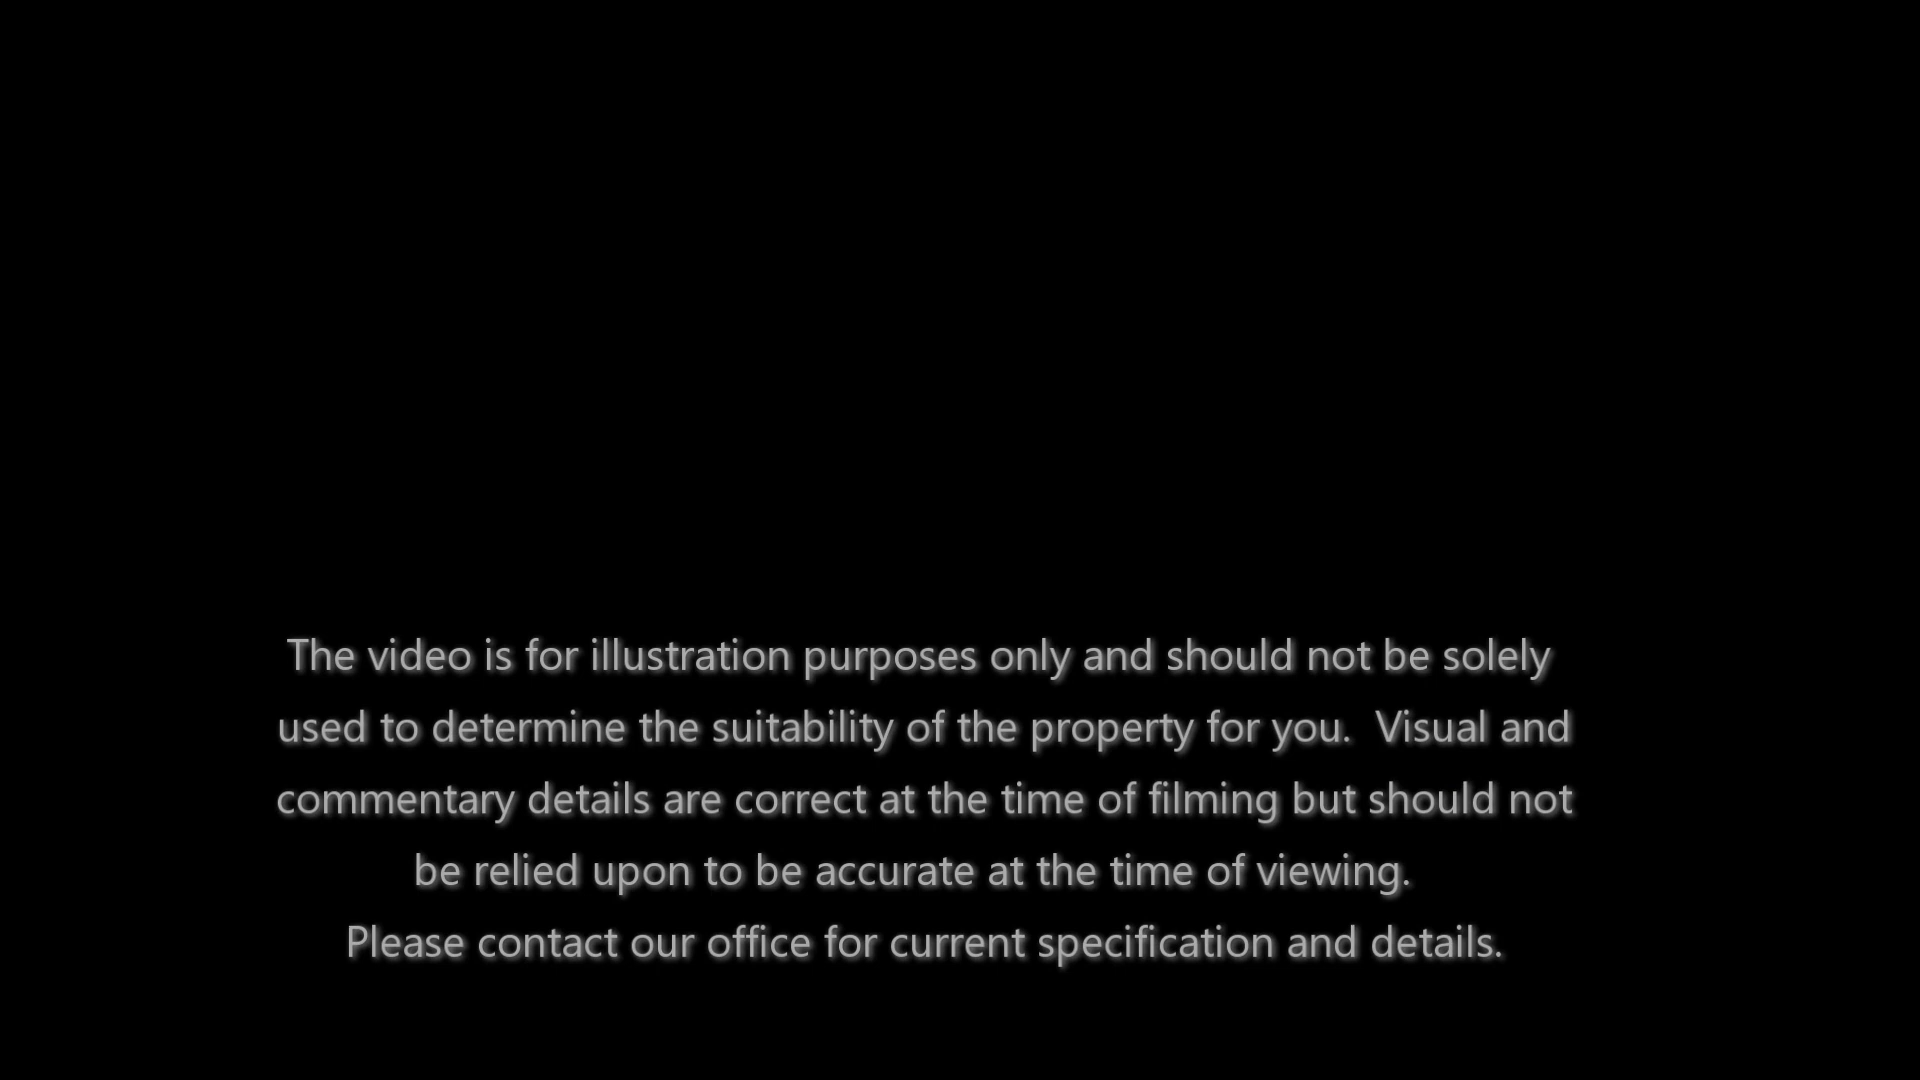 The video is for illustration purposes only and should not be solely
used to determine the suitability of the property for you.  Visual and
commentary details are correct at the time of filming but should not
be relied upon to be accurate at the time of viewing.
Please contact our office for current specification and details.